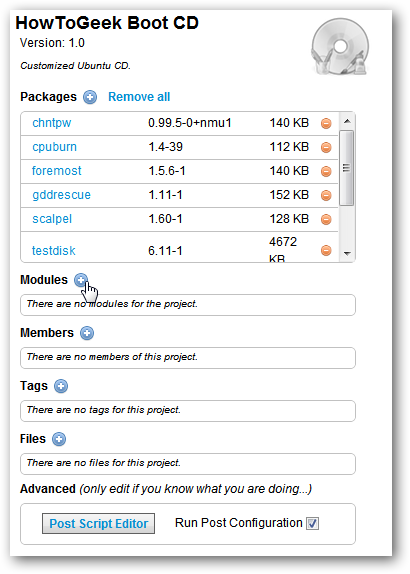 HowToGeek Boot CD
Version: 1.0
Customized Ubuntu CD.
Packages Remove all
chntpw 0.99.5-0+nmu1 140 KB
cpuburn 1.4-39 112 KB
foremost 1.5.6-1 140 KB
gddrescue 1.11-1 152 KB
scalpel 1.60-1 128 KB
testdisk 6.11-1 4672 KB
Modules
There are no modules for the project.
Members
There are no members of this project.
Tags
There are no tags for this project.
Files
There are no files for this project.
Advanced (only edit if you know what you are doing...)
Post Script Editor Run Post Configuration